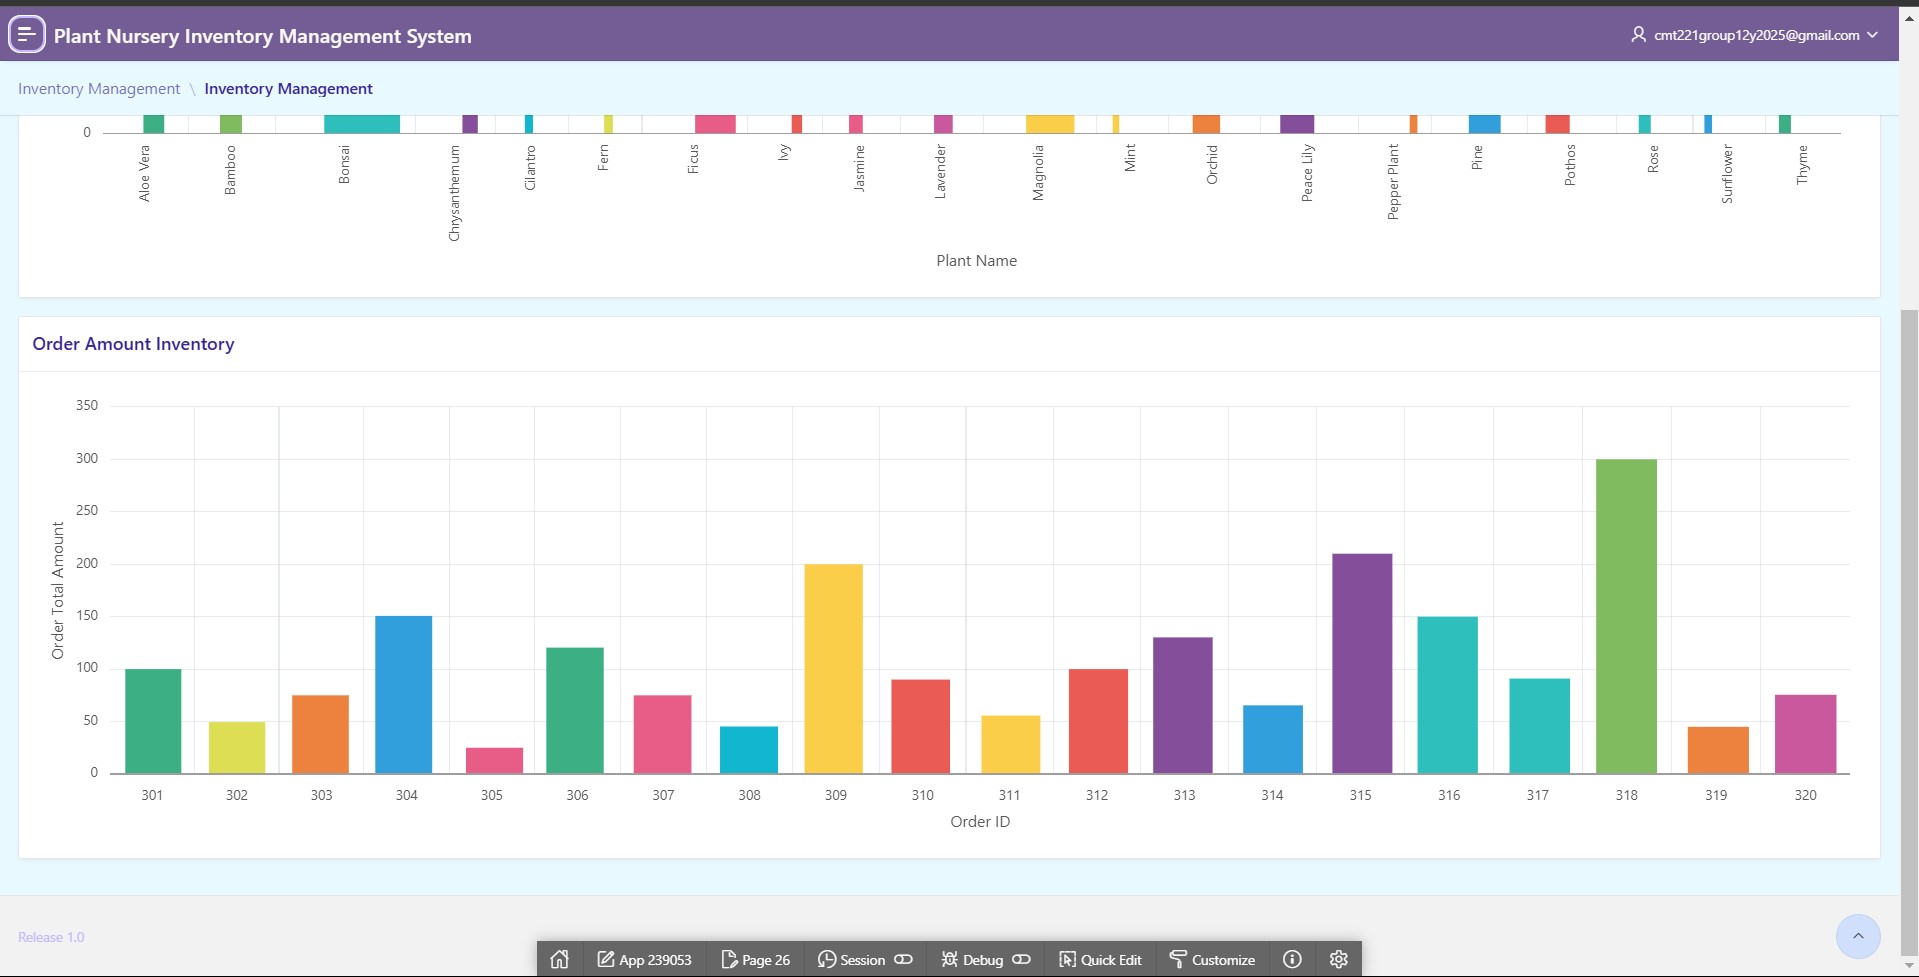 Plant Nursery Inventory Management System
cmt221group12y2025@gmail.com
Inventory Management \ Inventory Management
0
Aloe Vera
Bamboo
Bonsai
Chrysanthemum
Cilantro
Fern
Ficus
Ivy
Jasmine
Lavender
Magnolia
Mint
Orchid
Peace Lily
Pepper Plant
Pine
Pothos
Rose
Sunflower
Thyme
Plant Name
Order Amount Inventory
Order Total Amount
350
300
250
200
150
100
50
0
301 302 303 304 305 306 307 308 309 310 311 312 313 314 315 316 317 318 319 320
Order ID
Release 1.0
App 239053 Page 26 Session Debug Quick Edit Customize